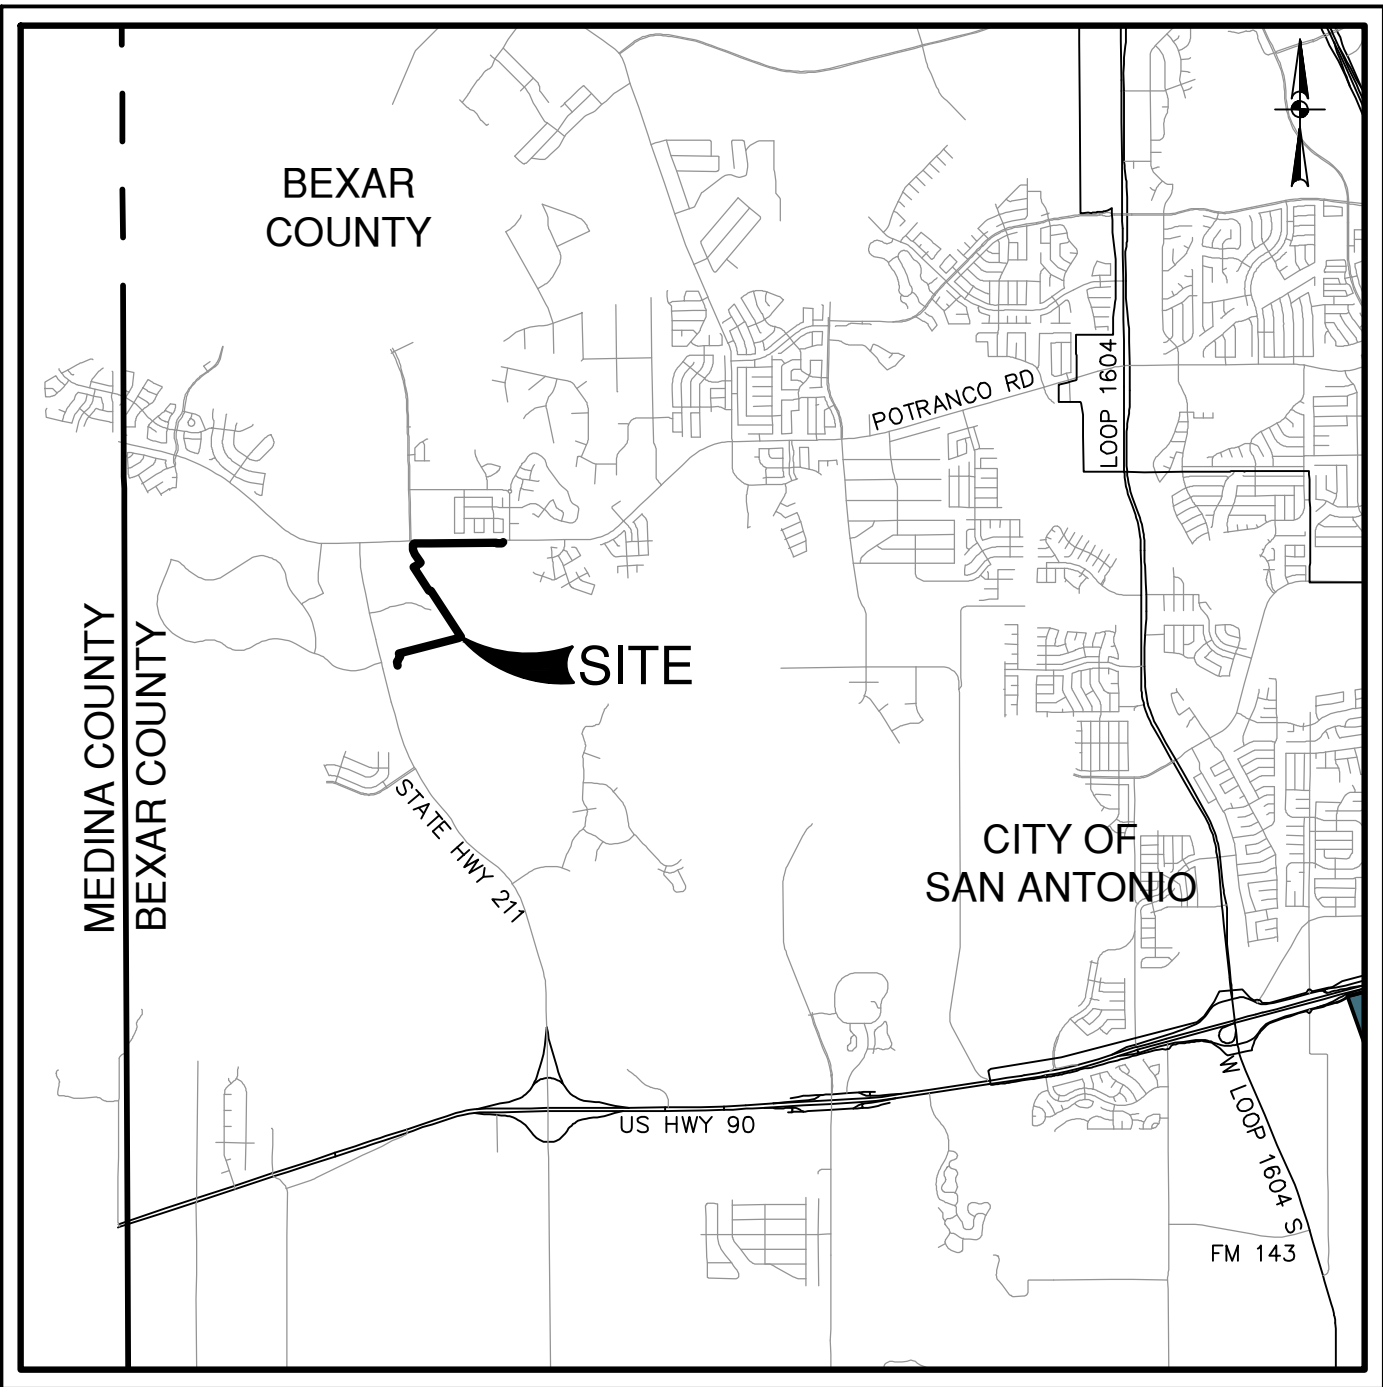 BEXAR
COUNTY
POTRANCO RD
LOOP 1604
SITE
MEDINA COUNTY
BEXAR COUNTY
STATE HWY 211
CITY OF
SAN ANTONIO
US HWY 90
W LOOP 1604 S
FM 143